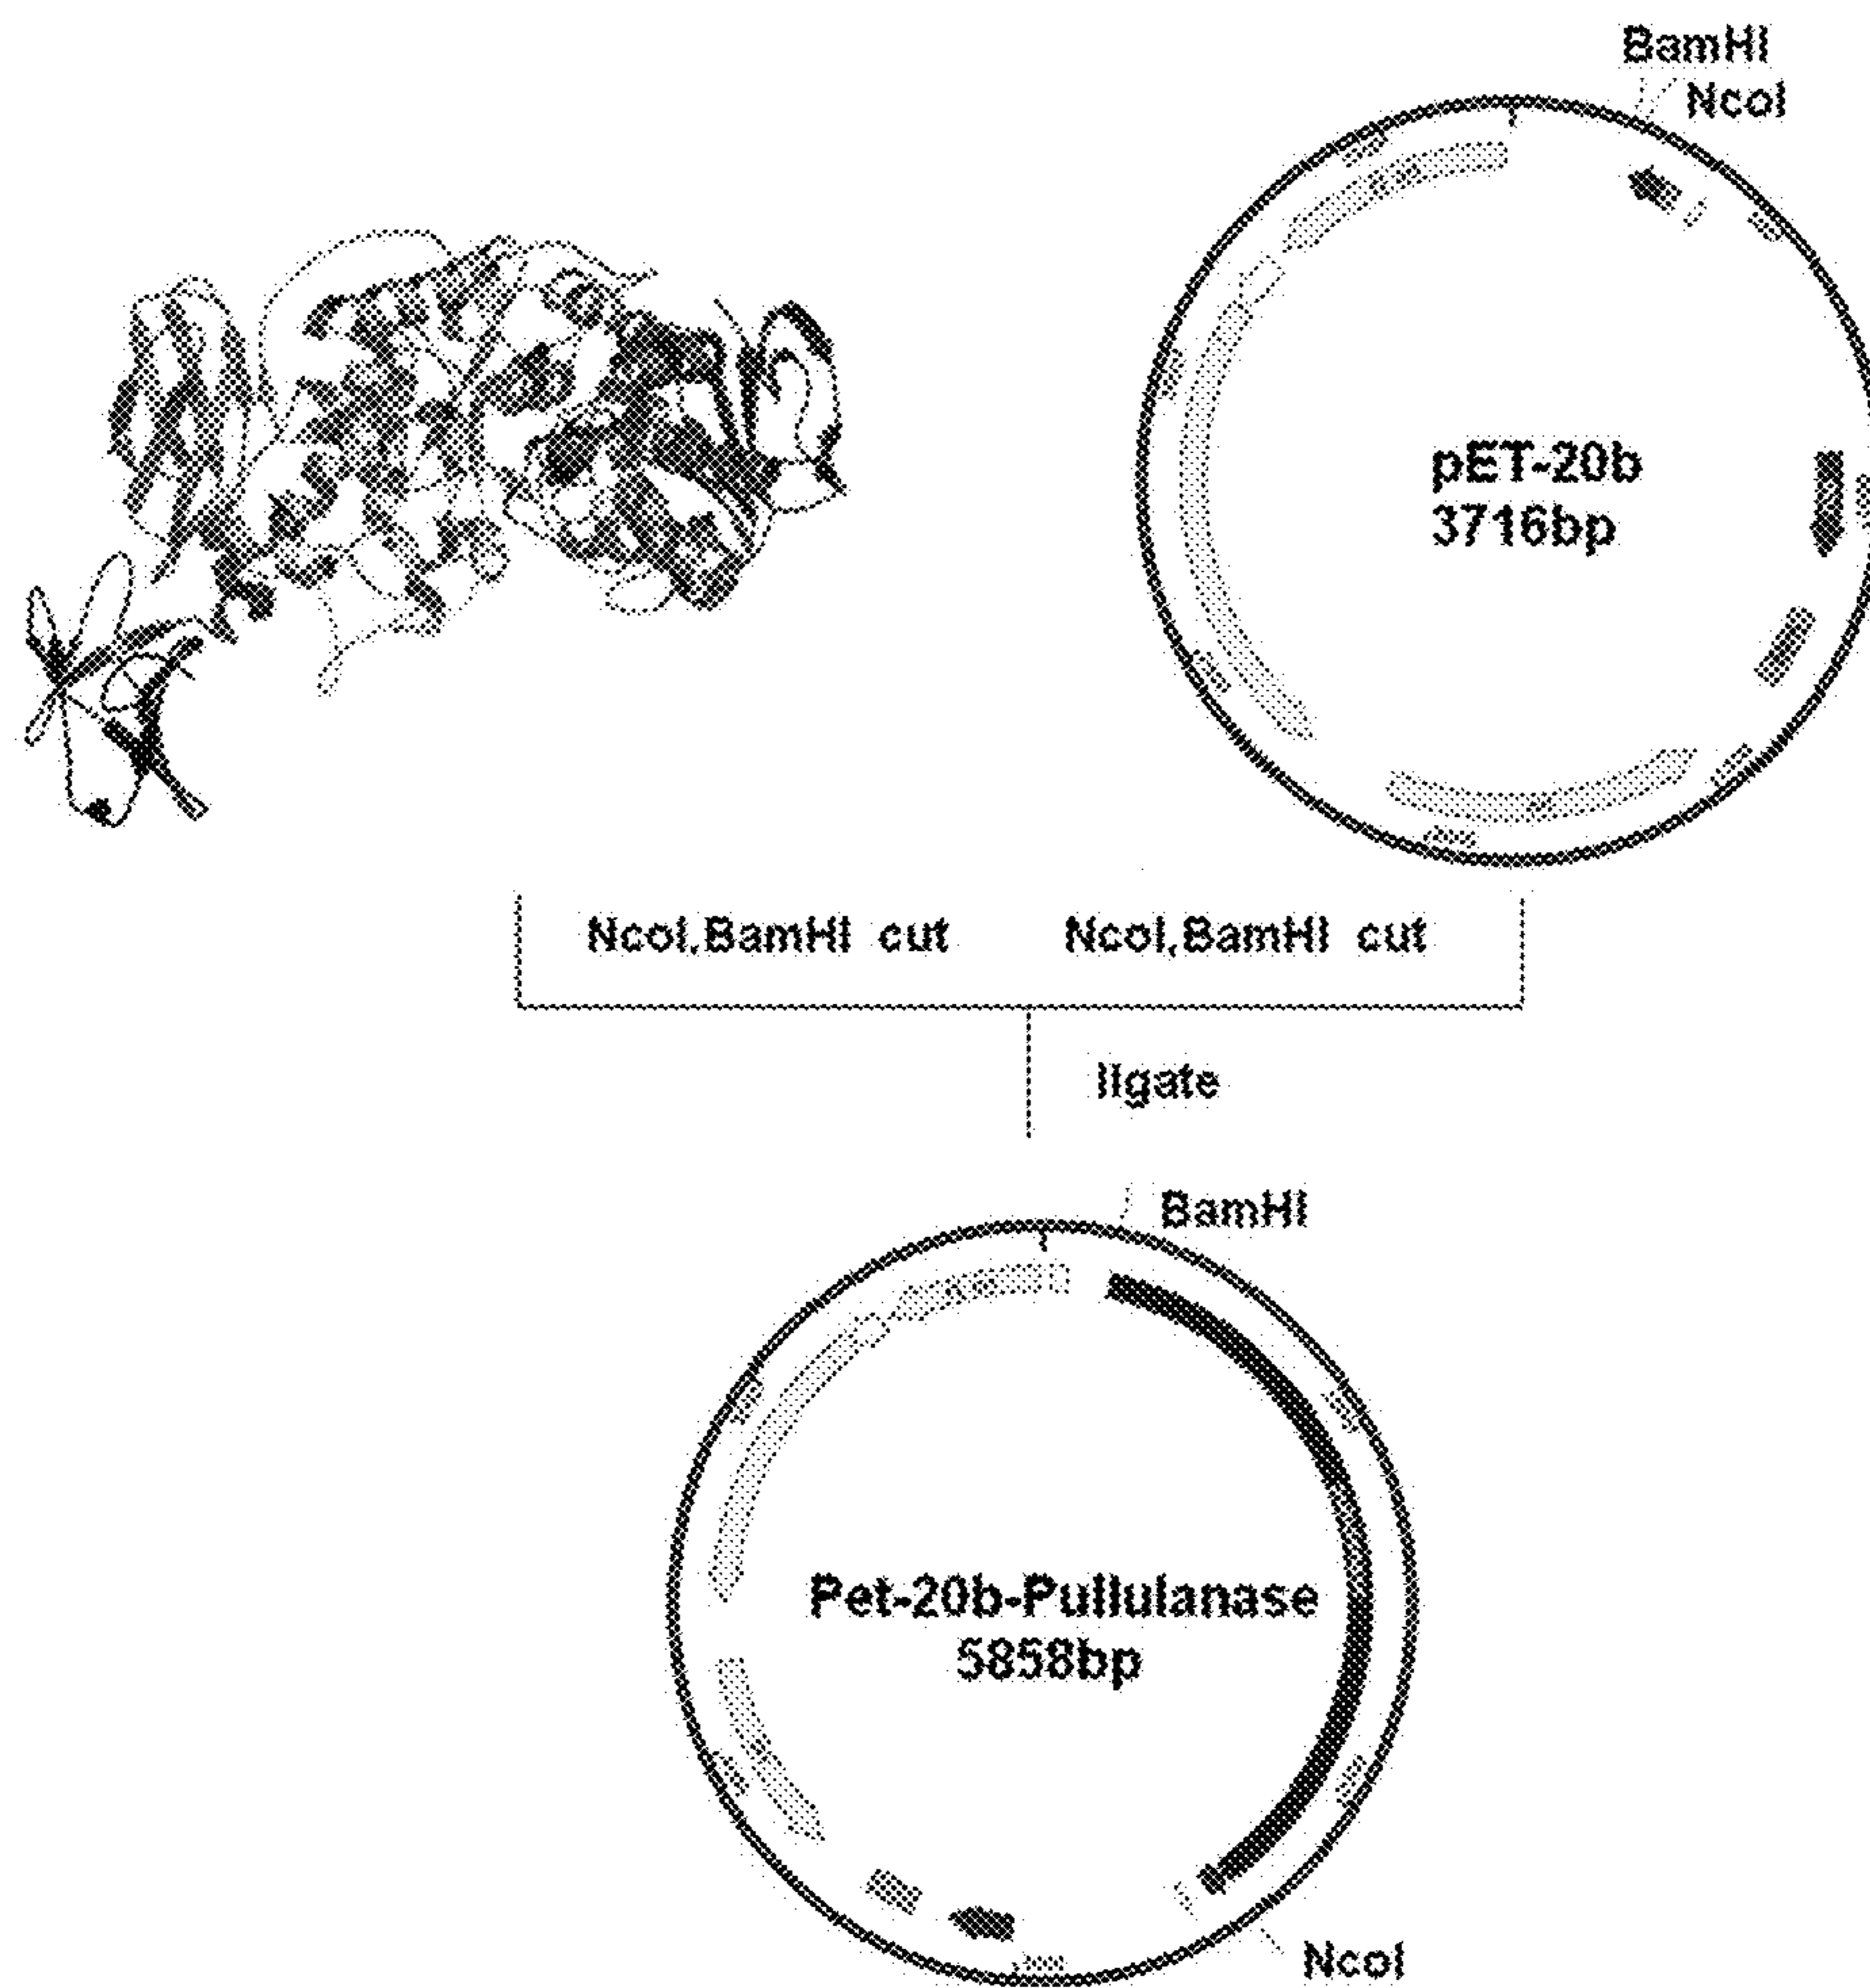 BamHI
NcoI
pET-20b
3716bp
NcoI,BamHI cut
NcoI,BamHI cut
ligate
BamHI
Pet-20b-Pullulanase
5858bp
NcoI